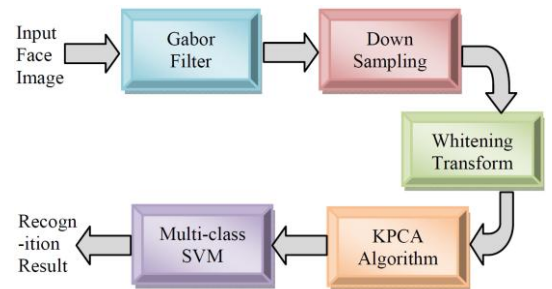 Input
Face
Image
Gabor
Filter
Down
Sampling
Whitening
Transform
KPCA
Algorithm
Multi-class
SVM
Recogn
-ition
Result